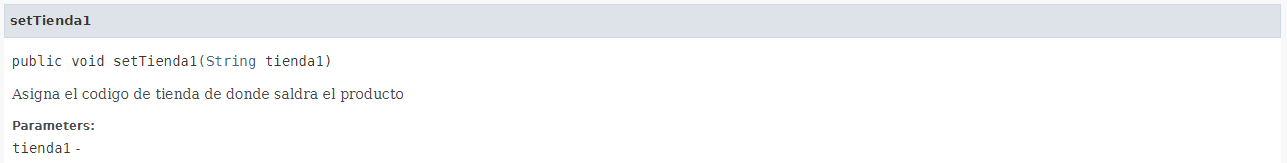 setTienda1
public void setTienda1(String tienda1)
Asigna el codigo de tienda de donde saldra el producto
Parameters:
tienda1 -